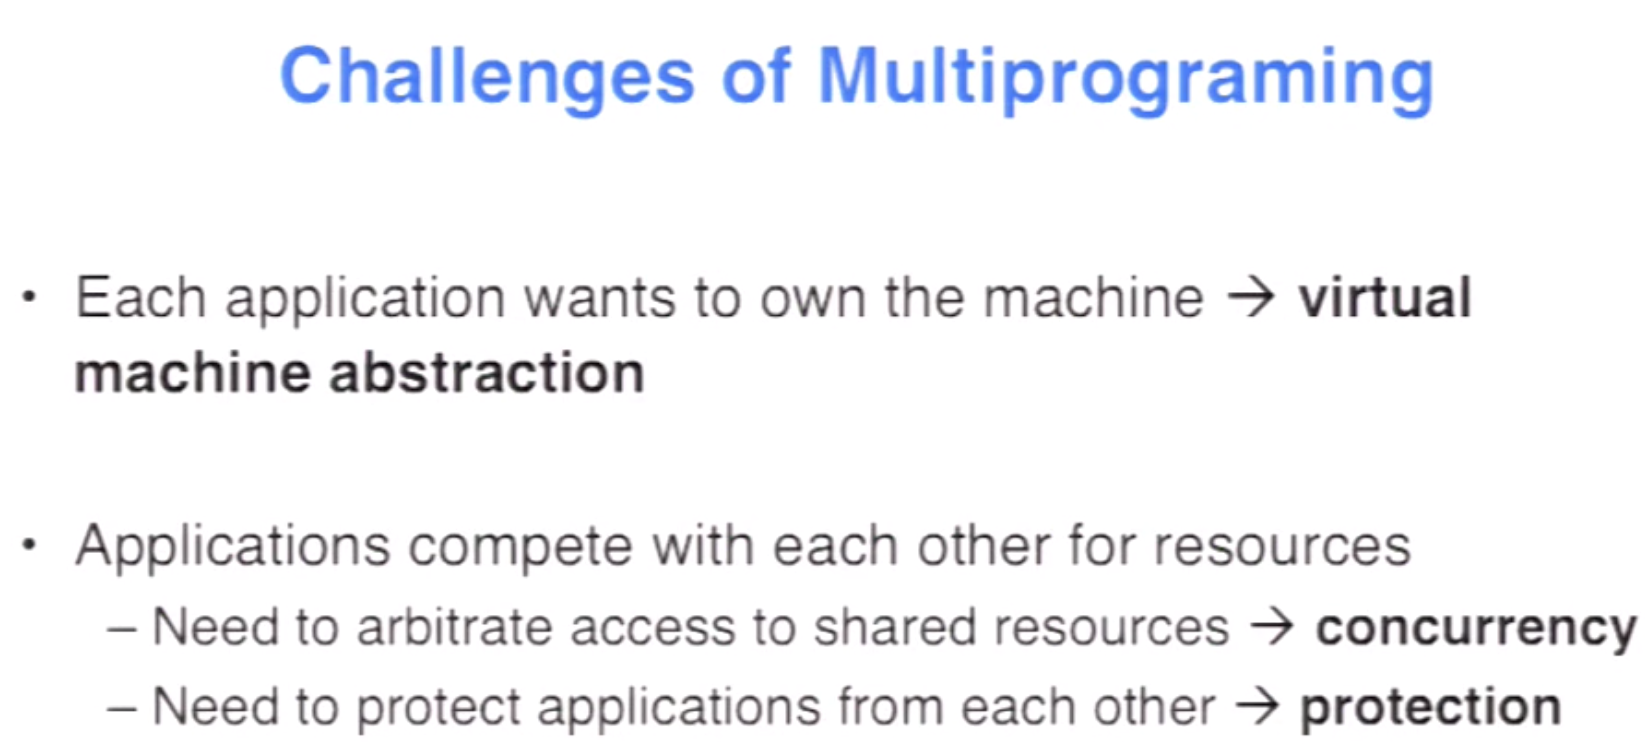 Challenges of Multiprograming
• Each application wants to own the machine → virtual
machine abstraction
• Applications compete with each other for resources
– Need to arbitrate access to shared resources → concurrency
– Need to protect applications from each other → protection